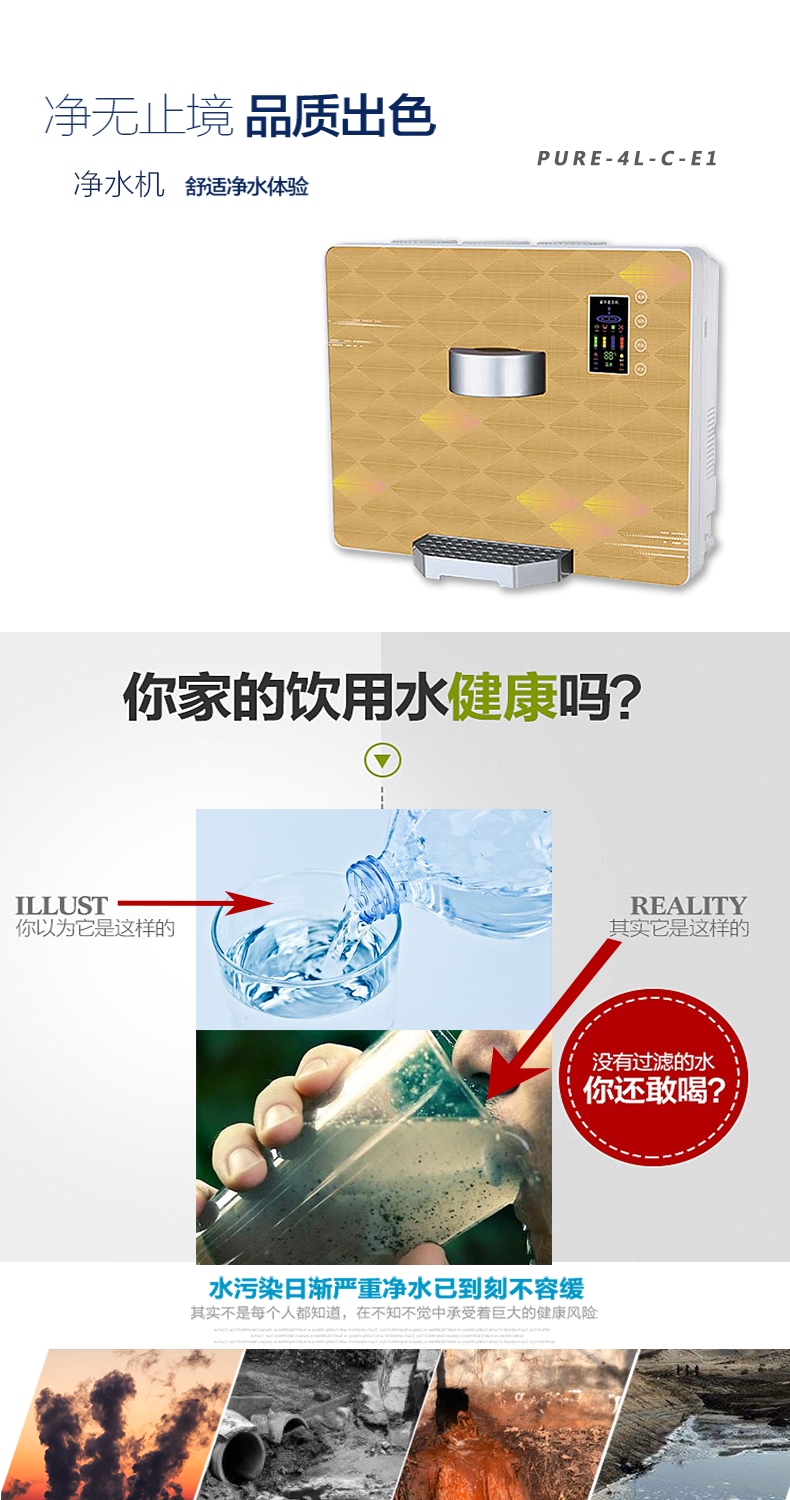 净无止境 品质出色
PURE-4L-C-E1
净水机 舒适净水体验
88
你家的饮用水健康吗?
ILLUST
你以为它是这样的
REALITY
其实它是这样的
没有过滤的水
你还敢喝?
水污染日渐严重净水已到刻不容缓
其实不是每个人都知道，在不知不觉中承受着巨大的健康风险